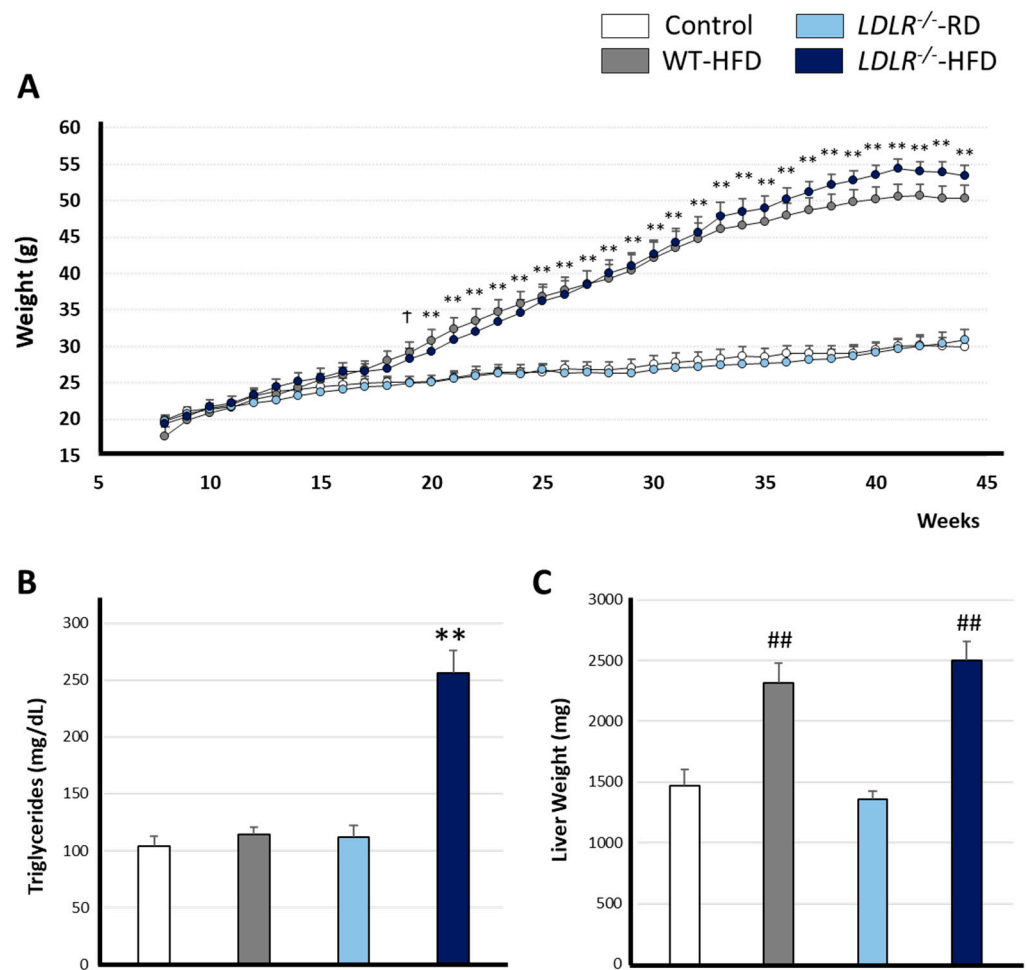 Control
LDLR-/--RD
WT-HFD
LDLR-/--HFD
A
60
55
50
45
40
35
30
25
20
15
Weight (g)
† ** ** ** ** ** ** ** ** ** ** ** ** ** ** ** ** ** ** ** ** ** ** ** ** **
5 10 15 20 25 30 35 40 45
Weeks
B
300
250
200
150
100
50
0
Triglycerides (mg/dL)
**
C
3000
2500
2000
1500
1000
500
0
Liver Weight (mg)
##
##